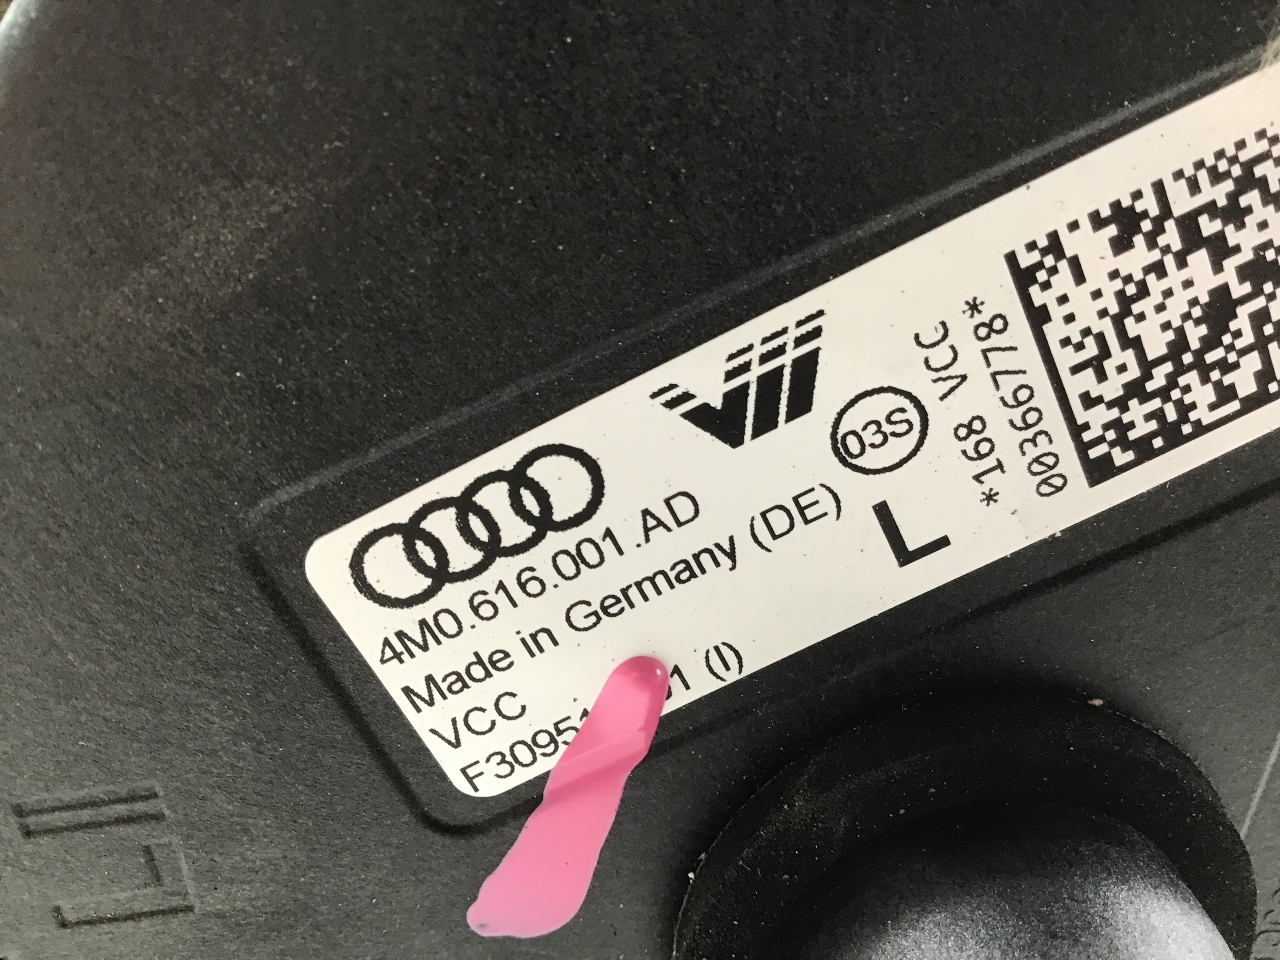 4M0.616.001.AD
Made in Germany (DE)
VCC
(I)
03S
L
*168 VCC
00366778*